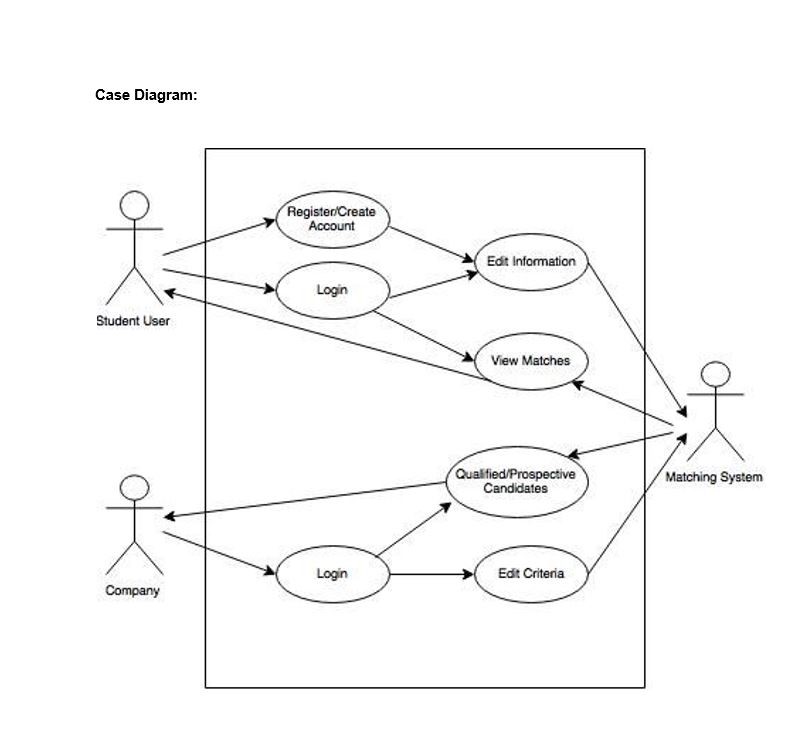 Case Diagram:
Register/Create
Account
Edit Information
Login
Student User
View Matches
Matching System
Qualified/Prospective
Candidates
Login
Edit Criteria
Company